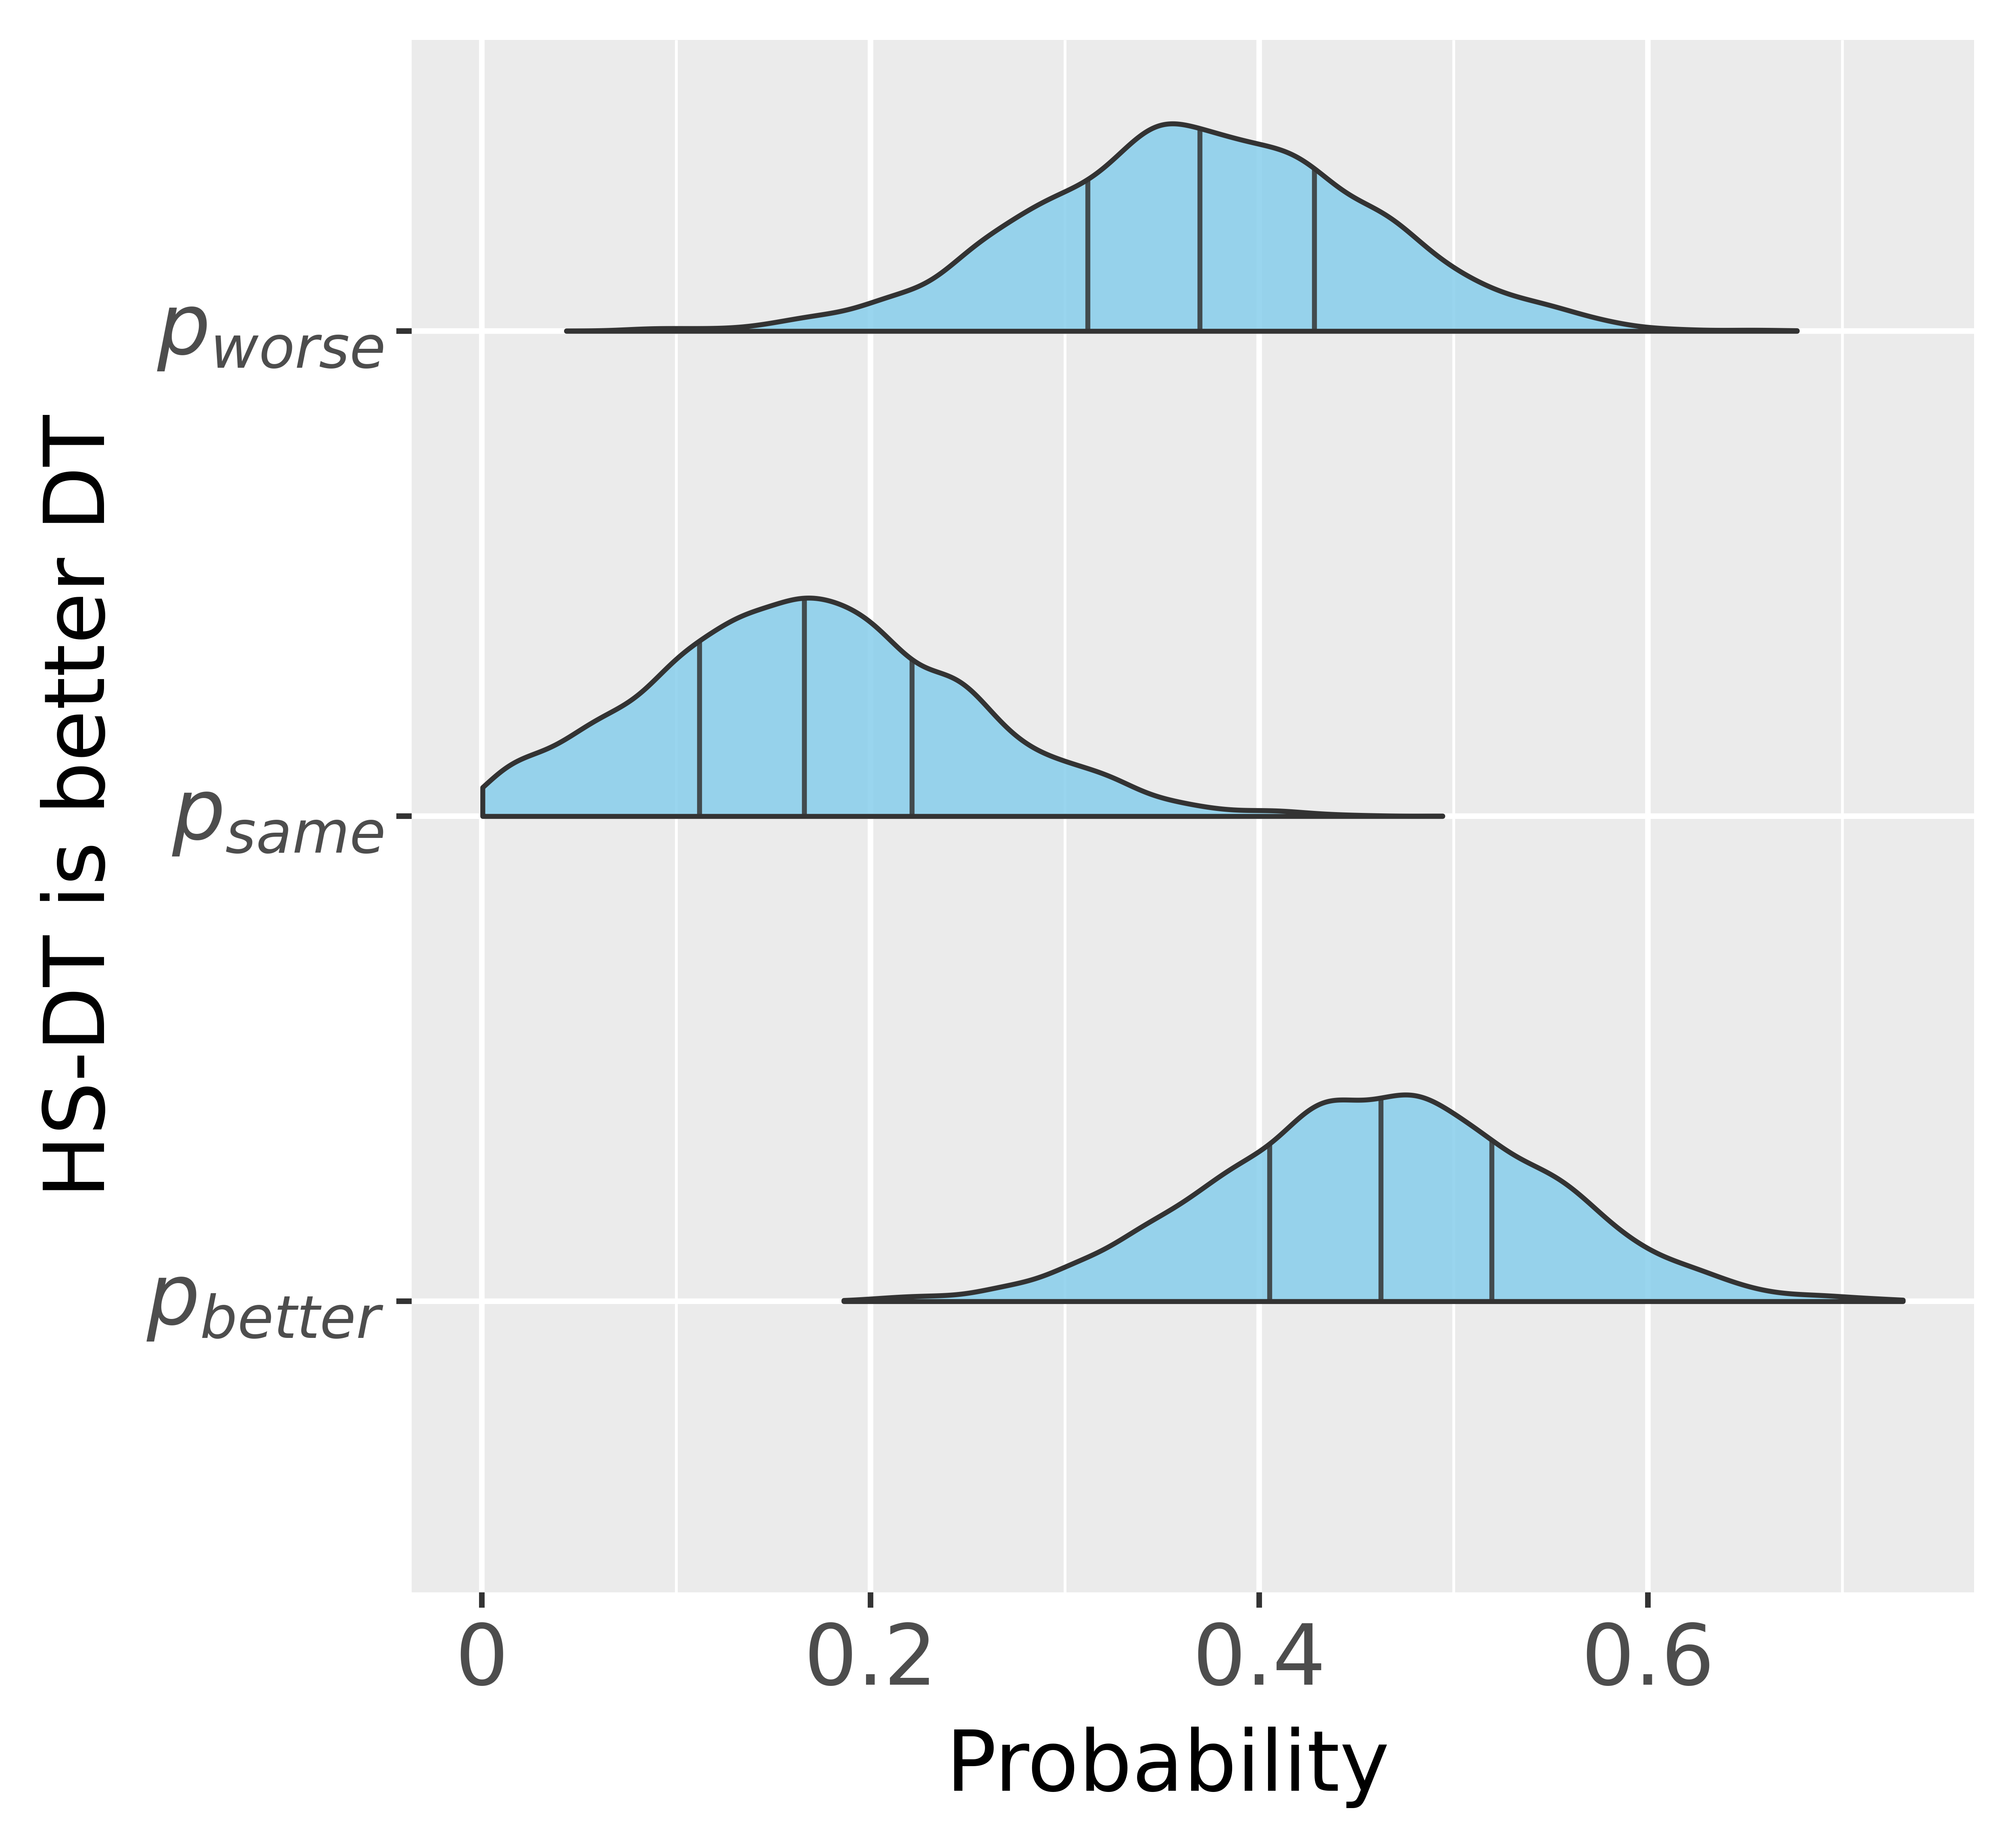 HS-DT is better DT
p_worse
p_same
p_better
0 0.2 0.4 0.6
Probability